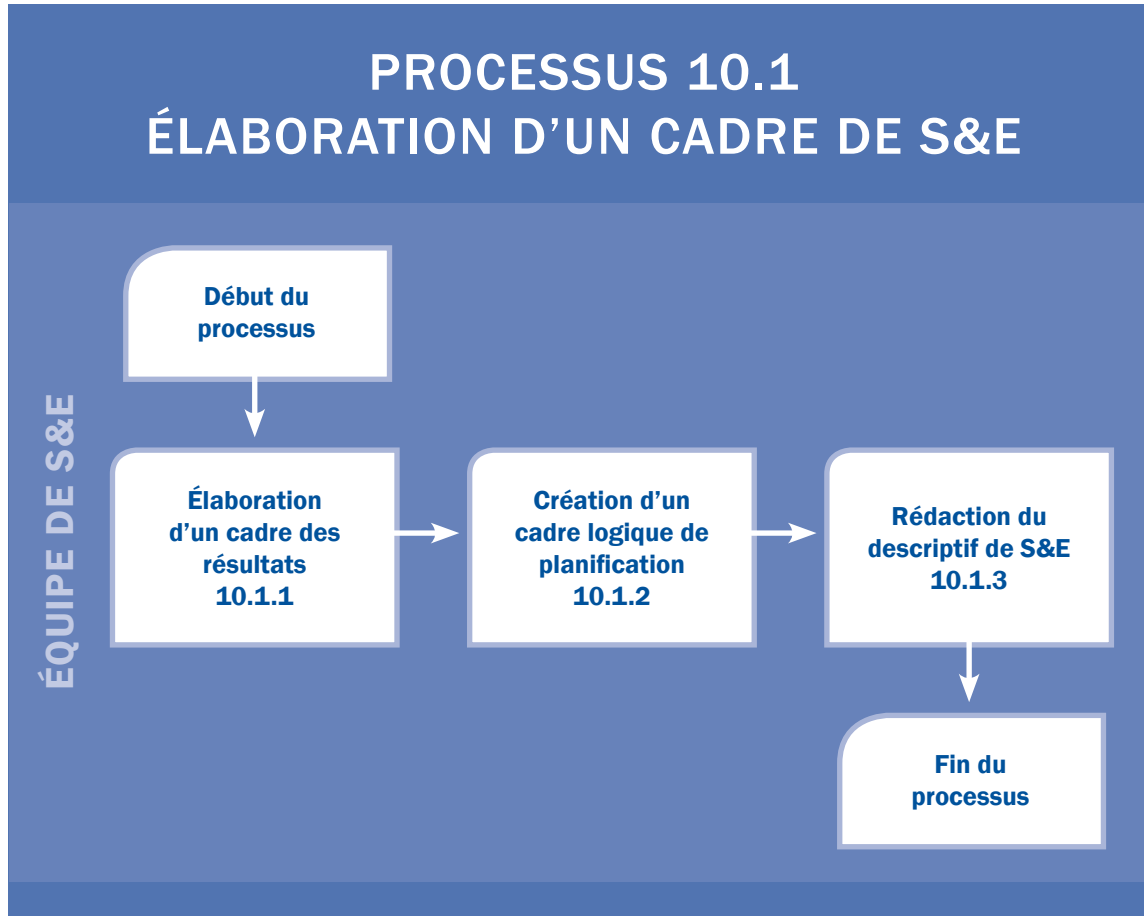 PROCESSUS 10.1
ÉLABORATION D’UN CADRE DE S&E
ÉQUIPE DE S&E
Début du
processus
Élaboration
d’un cadre des
résultats
10.1.1
Création d’un
cadre logique de
planification
10.1.2
Rédaction du
descriptif de S&E
10.1.3
Fin du
processus